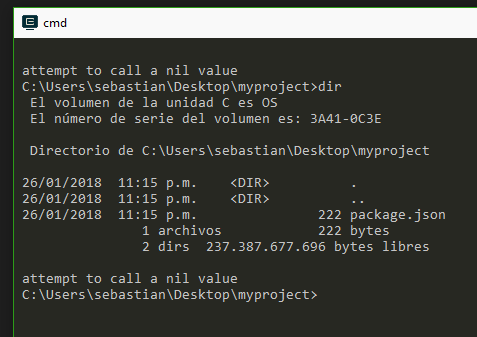 cmd
attempt to call a nil value
C:\Users\sebastian\Desktop\myproject>dir
 El volumen de la unidad C es OS
 El número de serie del volumen es: 3A41-0C3E
 Directorio de C:\Users\sebastian\Desktop\myproject
26/01/2018  11:15 p.m.    <DIR>          .
26/01/2018  11:15 p.m.    <DIR>          ..
26/01/2018  11:15 p.m.               222 package.json
               1 archivos            222 bytes
               2 dirs  237.387.677.696 bytes libres
attempt to call a nil value
C:\Users\sebastian\Desktop\myproject>